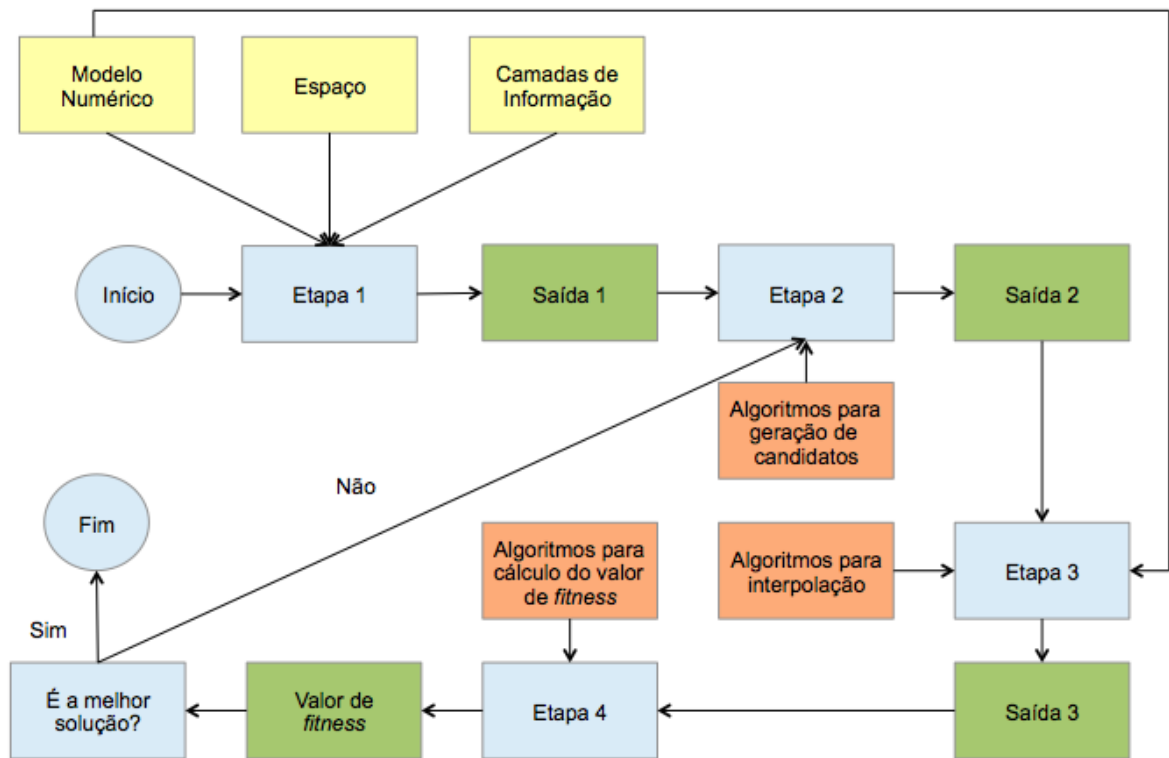 Modelo
Numérico
Espaço
Camadas de
Informação
Início
Etapa 1
Saída 1
Etapa 2
Saída 2
Algoritmos para
geração de
candidatos
Não
Fim
Algoritmos para
cálculo do valor
de fitness
Algoritmos para
interpolação
Etapa 3
Sim
É a melhor
solução?
Valor de
fitness
Etapa 4
Saída 3